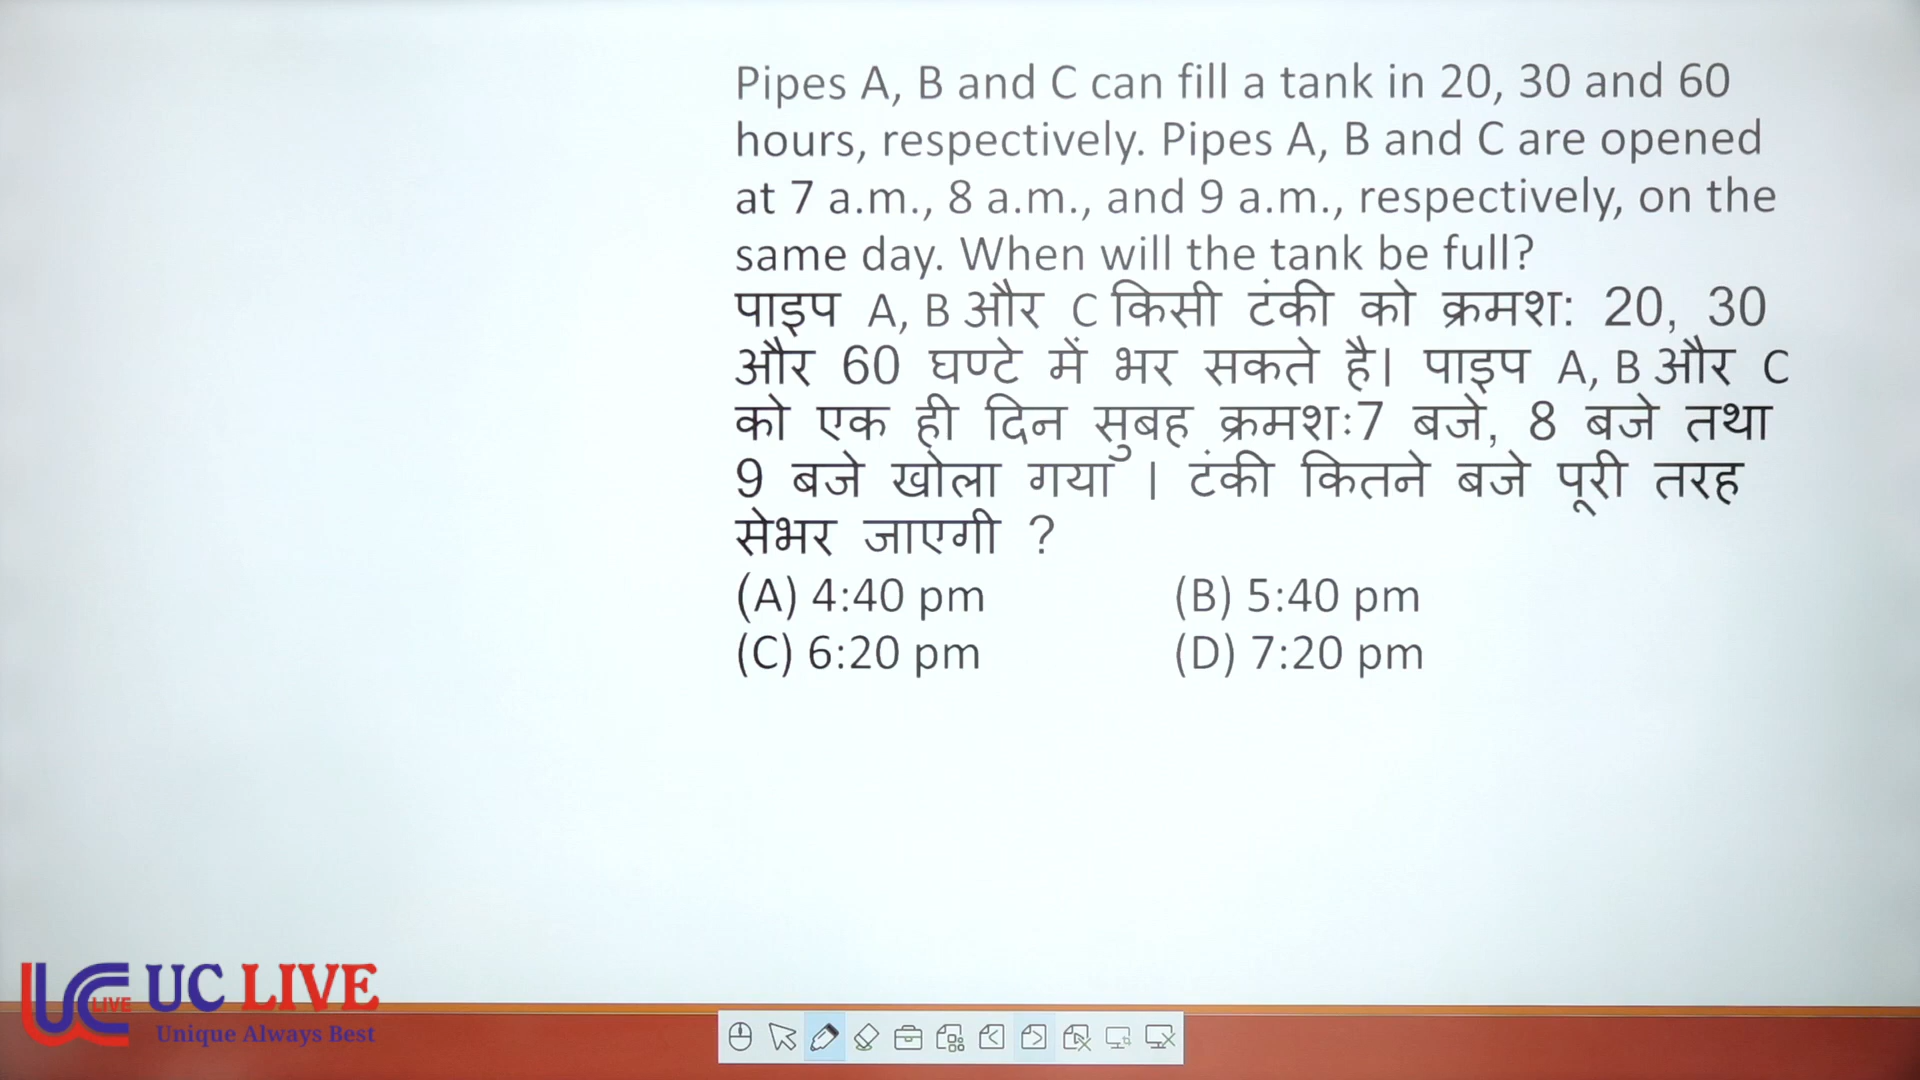 Pipes A, B and C can fill a tank in 20, 30 and 60
hours, respectively. Pipes A, B and C are opened
at 7 a.m., 8 a.m., and 9 a.m., respectively, on the
same day. When will the tank be full?
पाइप A, B और C किसी टंकी को क्रमश: 20, 30
और 60 घण्टे में भर सकते है। पाइप A, B और C
को एक ही दिन सुबह क्रमशः7 बजे, 8 बजे तथा
9 बजे खोला गया । टंकी कितने बजे पूरी तरह
सेभर जाएगी ?
(A) 4:40 pm (B) 5:40 pm
(C) 6:20 pm (D) 7:20 pm
UC LIVE UC LIVE
Unique Always Best